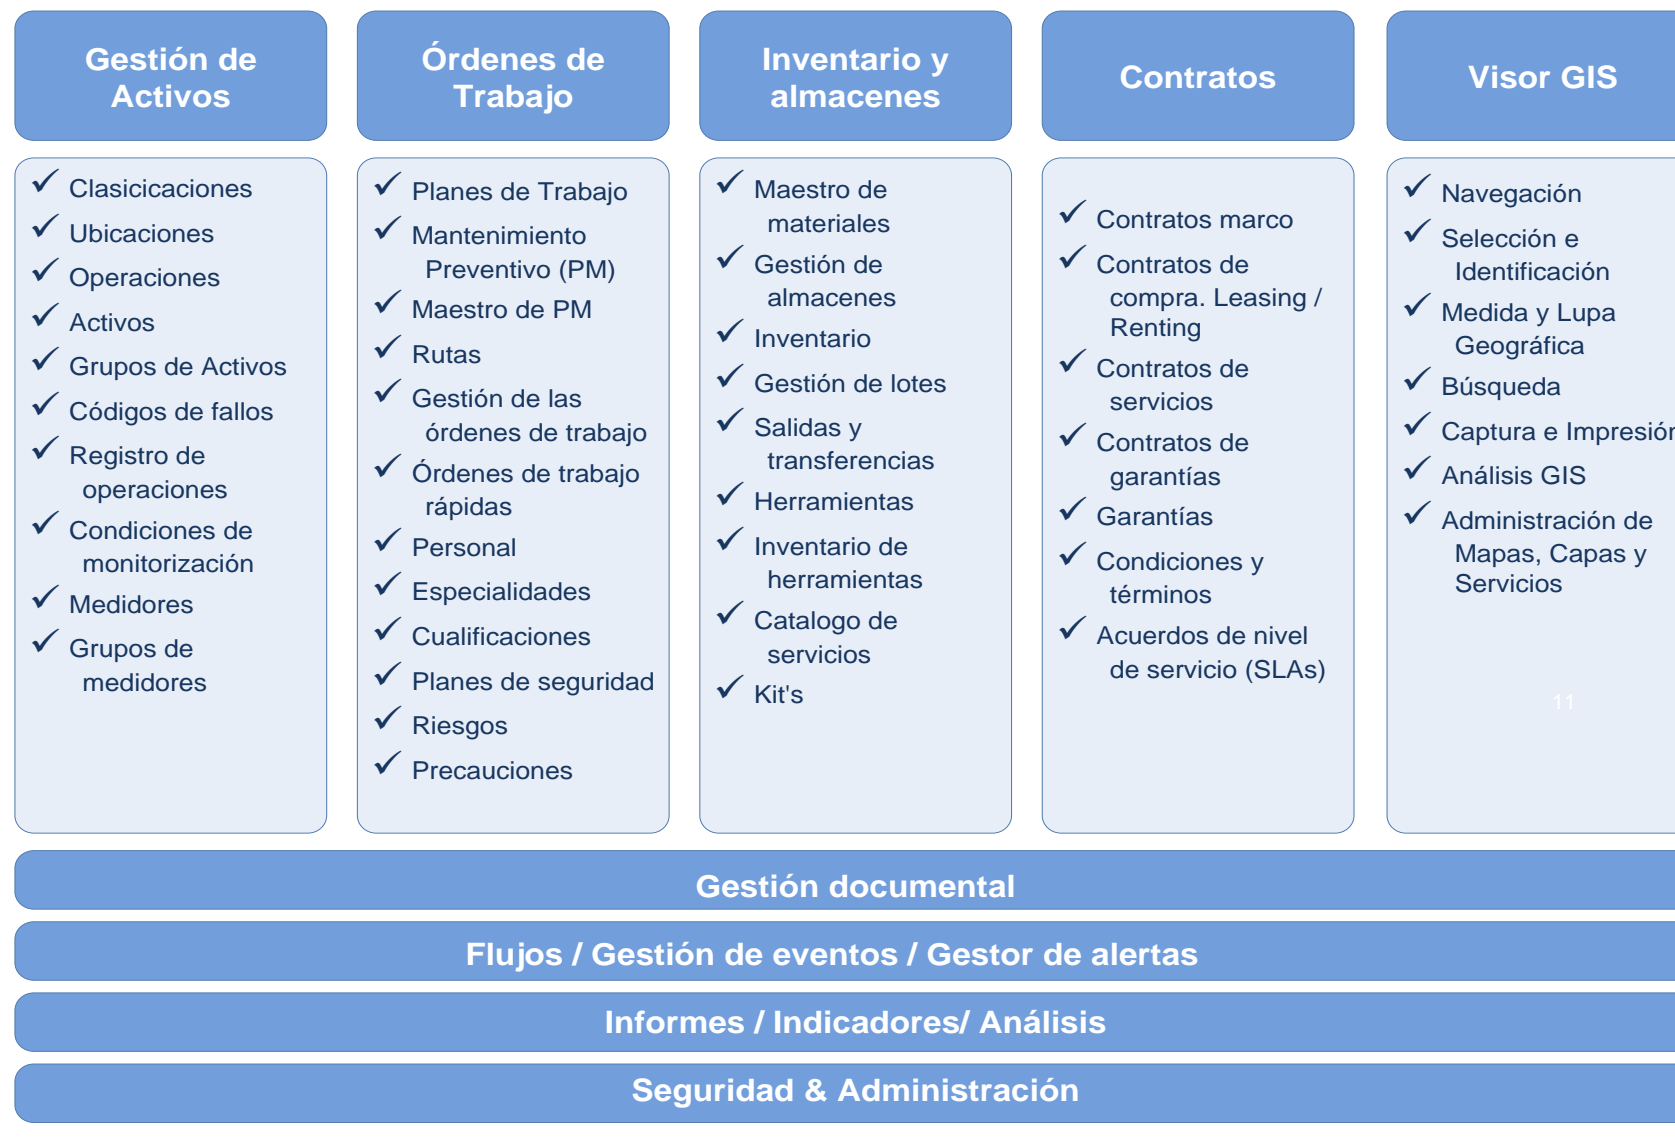 Gestión de
Activos
Clasicicaciones
Ubicaciones
Operaciones
Activos
Grupos de Activos
Códigos de fallos
Registro de
operaciones
Condiciones de
monitorización
Medidores
Grupos de
medidores
Órdenes de
Trabajo
Planes de Trabajo
Mantenimiento
Preventivo (PM)
Maestro de PM
Rutas
Gestión de las
órdenes de trabajo
Órdenes de trabajo
rápidas
Personal
Especialidades
Cualificaciones
Planes de seguridad
Riesgos
Precauciones
Inventario y
almacenes
Maestro de
materiales
Gestión de
almacenes
Inventario
Gestión de lotes
Salidas y
transferencias
Herramientas
Inventario de
herramientas
Catalogo de
servicios
Kit's
Contratos
Contratos marco
Contratos de
compra. Leasing /
Renting
Contratos de
servicios
Contratos de
garantías
Garantías
Condiciones y
términos
Acuerdos de nivel
de servicio (SLAs)
Visor GIS
Navegación
Selección e
Identificación
Medida y Lupa
Geográfica
Búsqueda
Captura e Impresión
Análisis GIS
Administración de
Mapas, Capas y
Servicios
11
Gestión documental
Flujos / Gestión de eventos / Gestor de alertas
Informes / Indicadores/ Análisis
Seguridad & Administración